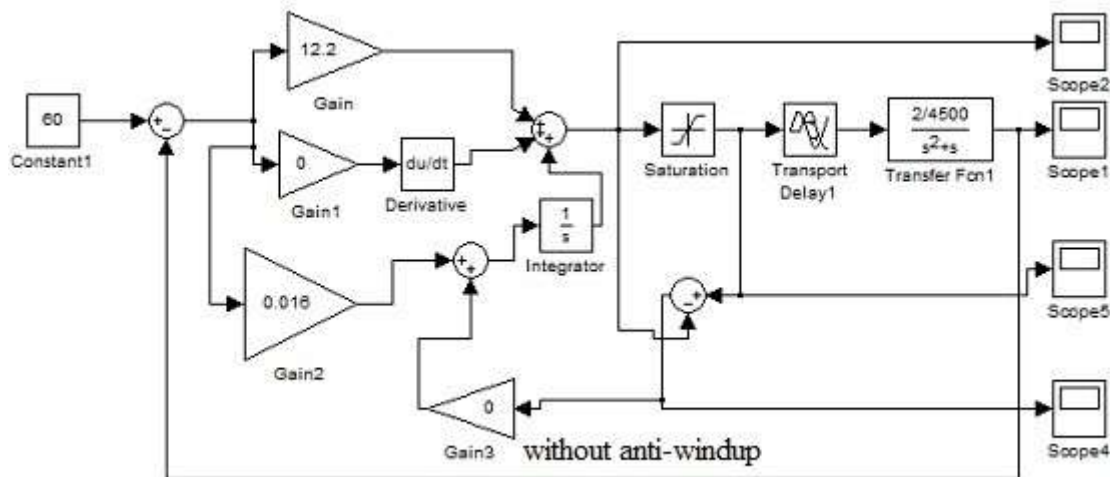 12.2
Gain
60
Constant1
0
Gain1
du/dt
Derivative
0.016
Gain2
1
s
Integrator
Saturation
Transport
Delay1
2/4500
s²+s
Transfer Fcn1
Scope2
Scope1
Scope5
Scope4
0
Gain3
without anti-windup